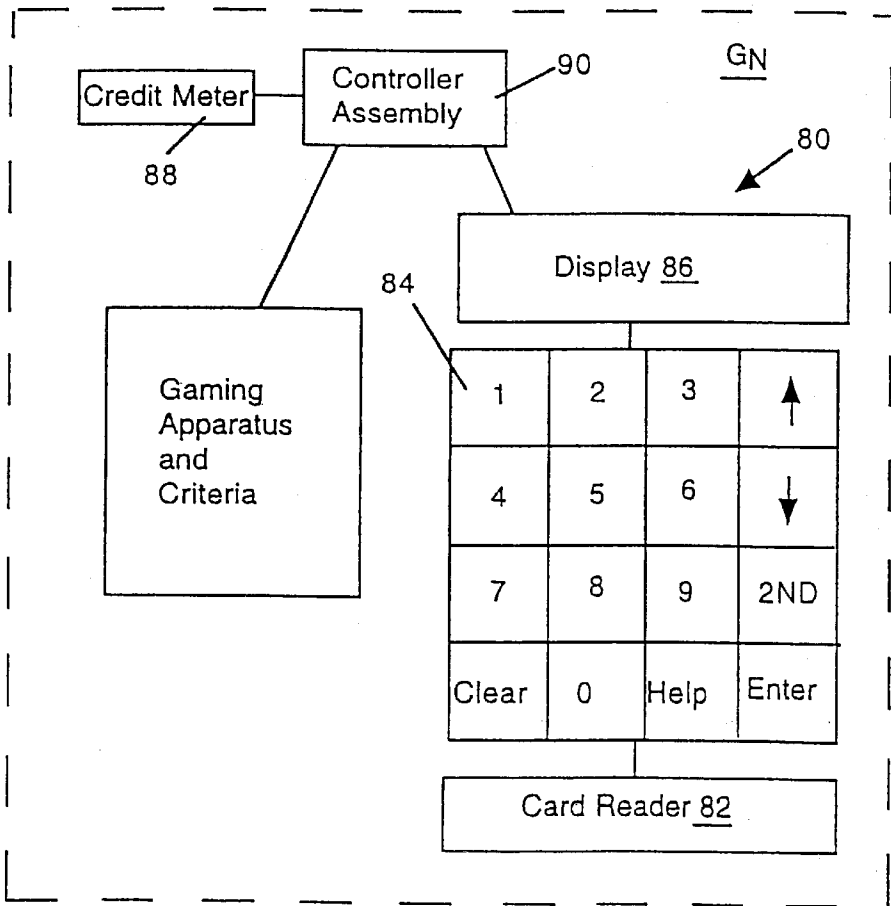 GN
Controller
Assembly
90
Credit Meter
88
80
Display 86
84
Gaming
Apparatus
and
Criteria
1 2 3 ↑
4 5 6 ↓
7 8 9 2ND
Clear 0 Help Enter
Card Reader 82